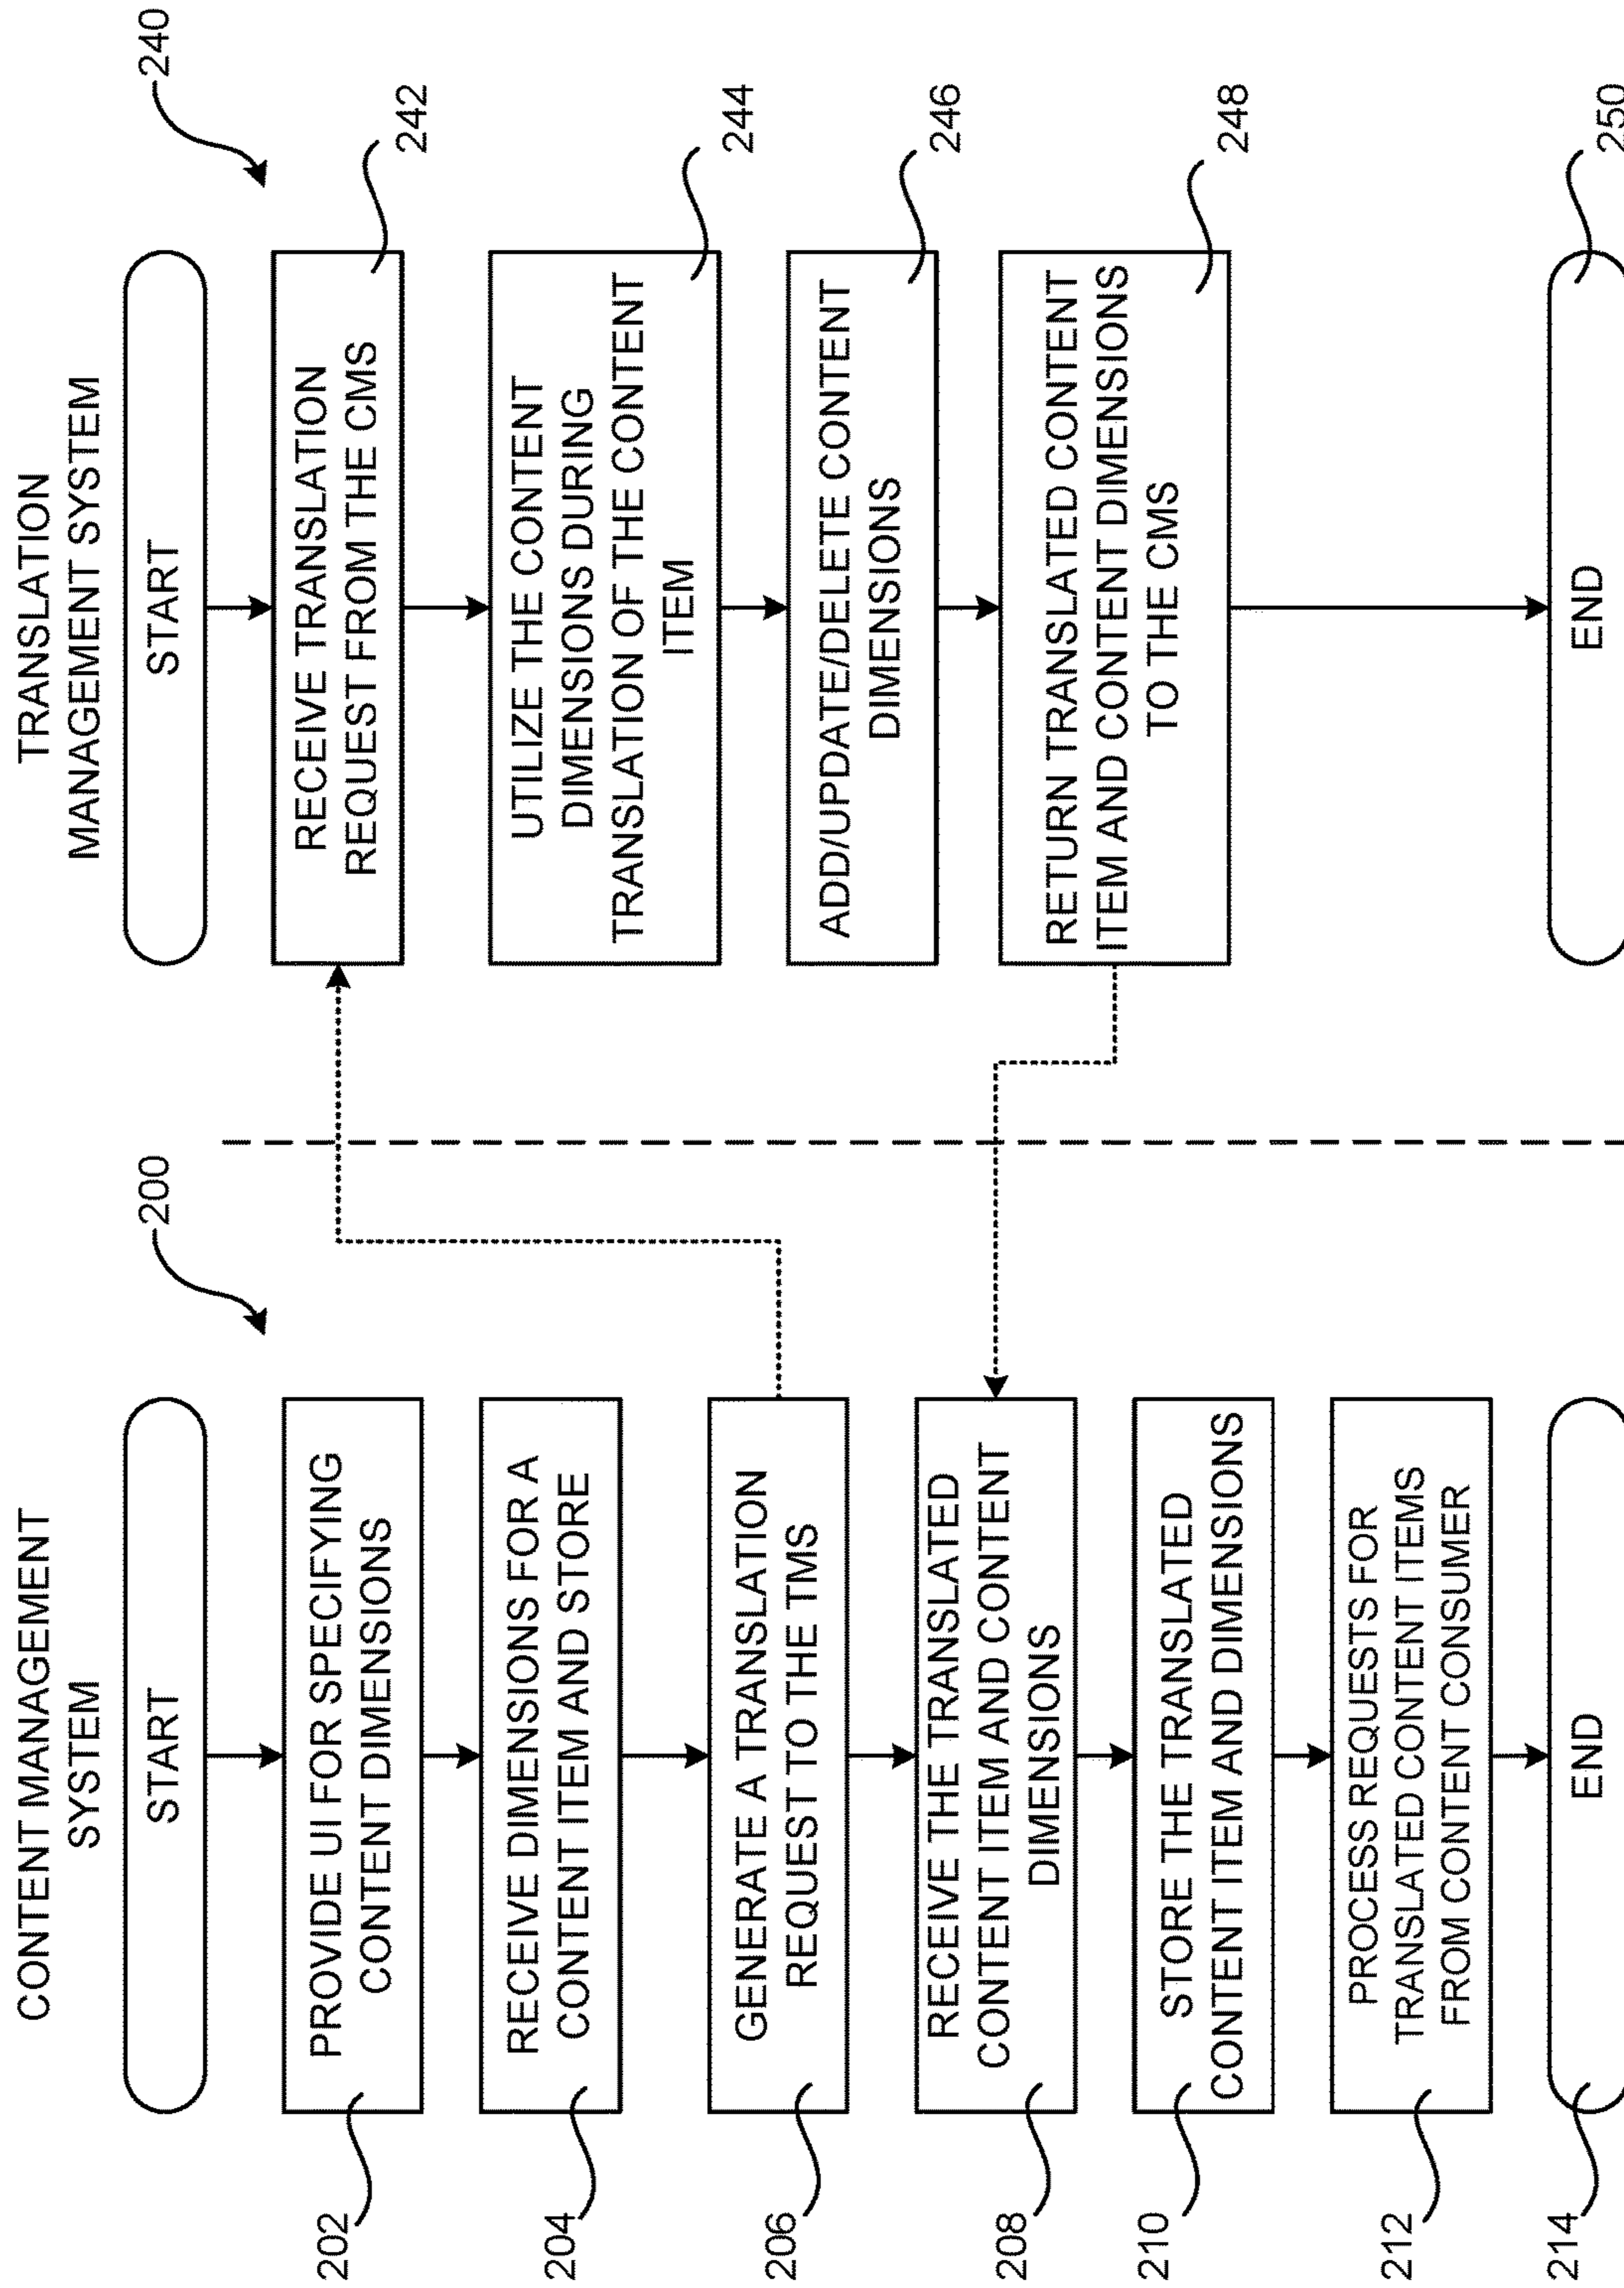 CONTENT MANAGEMENT
SYSTEM
200
START
PROVIDE UI FOR SPECIFYING
CONTENT DIMENSIONS
202
RECEIVE DIMENSIONS FOR A
CONTENT ITEM AND STORE
204
GENERATE A TRANSLATION
REQUEST TO THE TMS
206
RECEIVE THE TRANSLATED
CONTENT ITEM AND CONTENT
DIMENSIONS
208
STORE THE TRANSLATED
CONTENT ITEM AND DIMENSIONS
210
PROCESS REQUESTS FOR
TRANSLATED CONTENT ITEMS
FROM CONTENT CONSUMER
212
END
214
TRANSLATION
MANAGEMENT SYSTEM
240
START
RECEIVE TRANSLATION
REQUEST FROM THE CMS
242
UTILIZE THE CONTENT
DIMENSIONS DURING
TRANSLATION OF THE CONTENT
ITEM
244
ADD/UPDATE/DELETE CONTENT
DIMENSIONS
246
RETURN TRANSLATED CONTENT
ITEM AND CONTENT DIMENSIONS
TO THE CMS
248
END
250